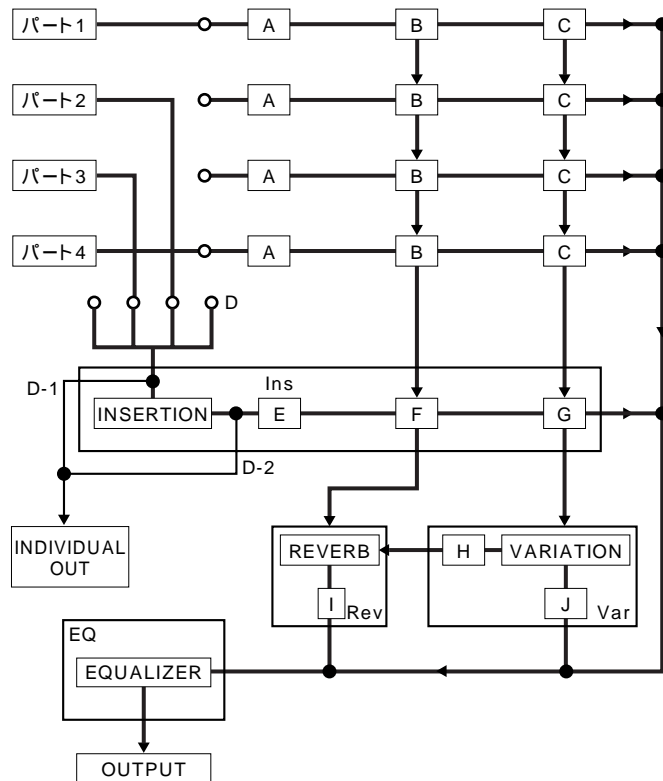 パート1
A
B
C
パート2
A
B
C
パート3
A
B
C
パート4
A
B
C
D
D-1
Ins
INSERTION
E
F
G
D-2
INDIVIDUAL
OUT
REVERB
H
VARIATION
I
Rev
J
Var
EQ
EQUALIZER
OUTPUT